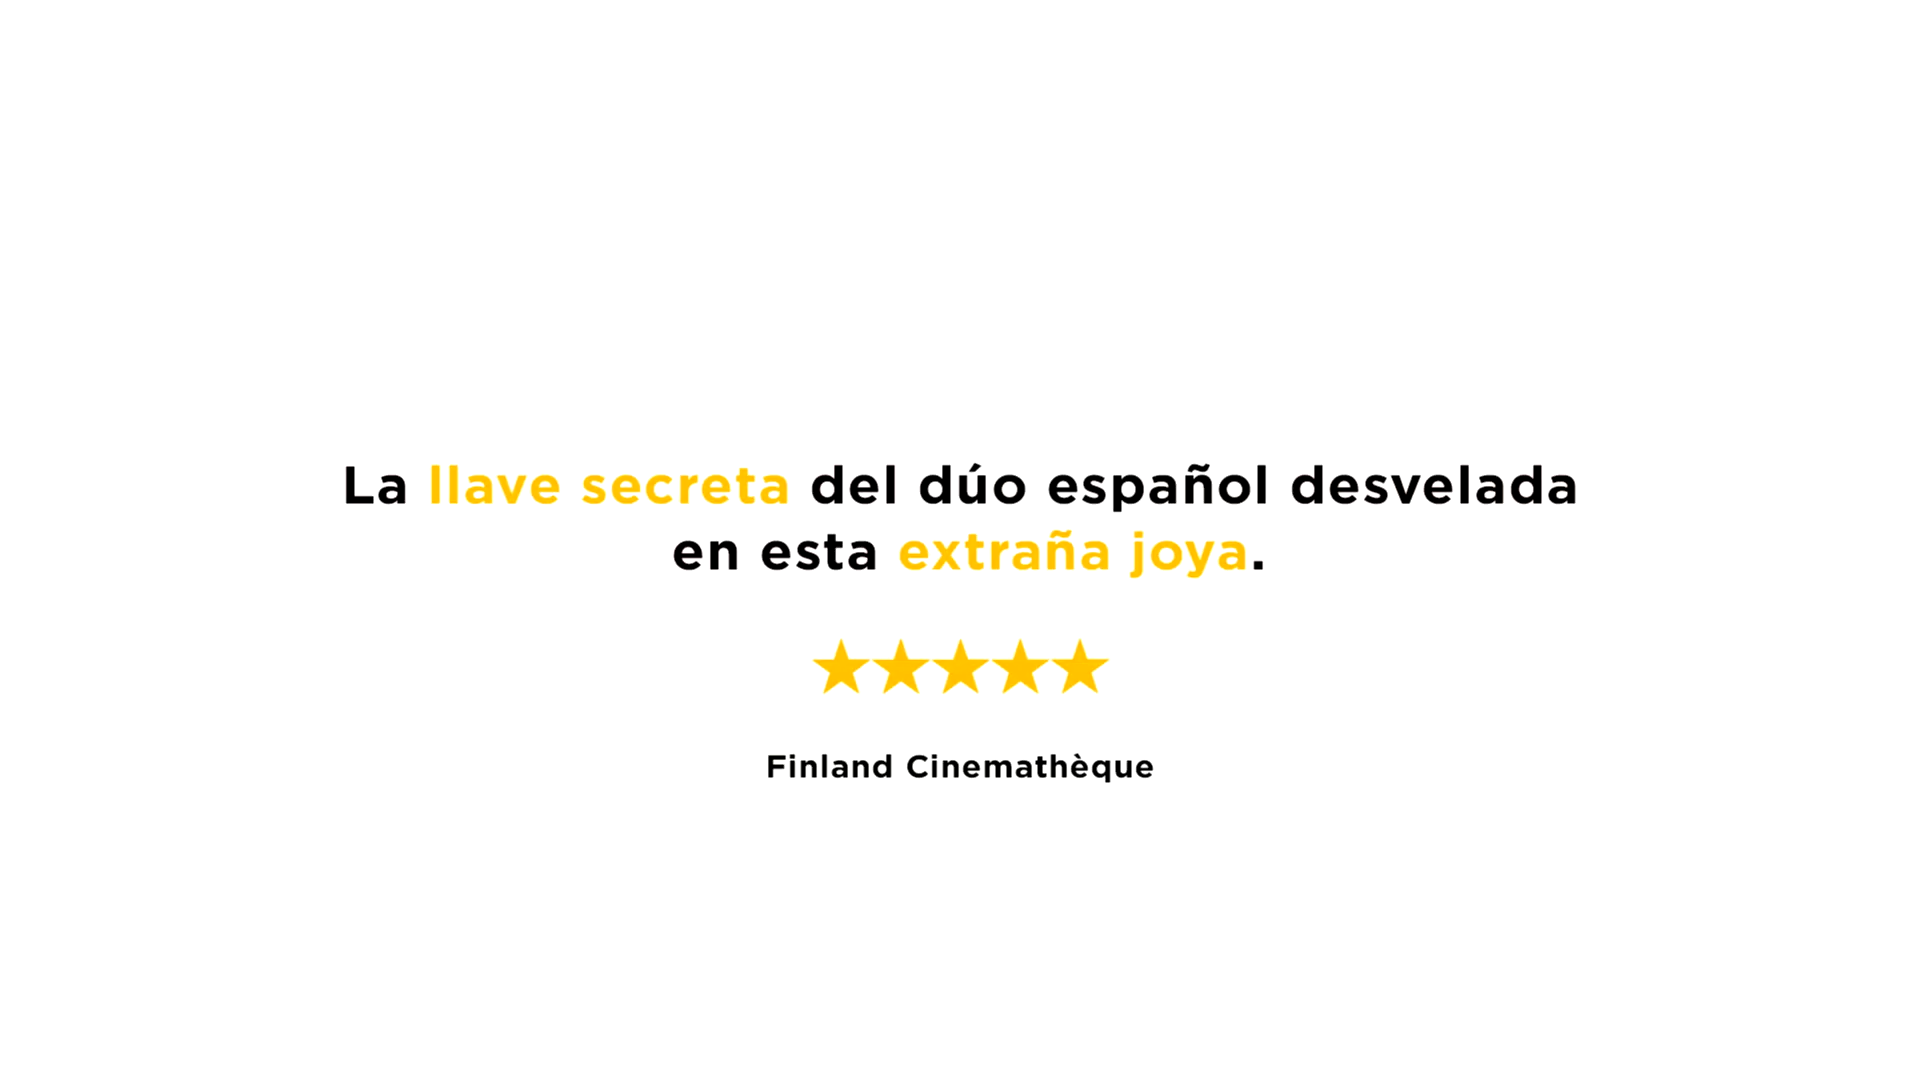 La llave secreta del dúo español desvelada
en esta extraña joya.
★★★★★
Finland Cinemathèque